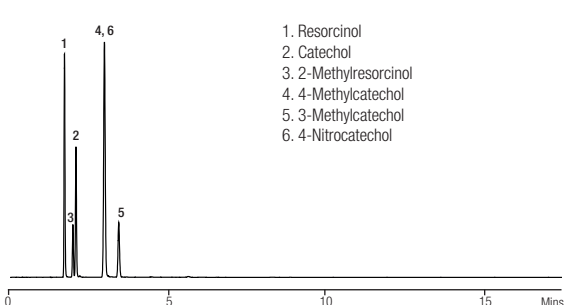 4, 6
1
2
3
5
1. Resorcinol
2. Catechol
3. 2-Methylresorcinol
4. 4-Methylcatechol
5. 3-Methylcatechol
6. 4-Nitrocatechol
0 5 10 15 Mins